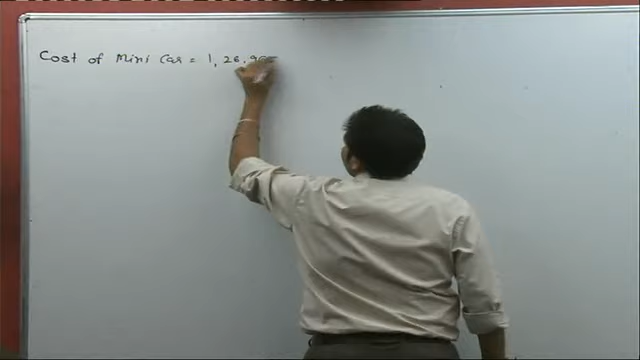 Cost of Mini Car = 1, 26,